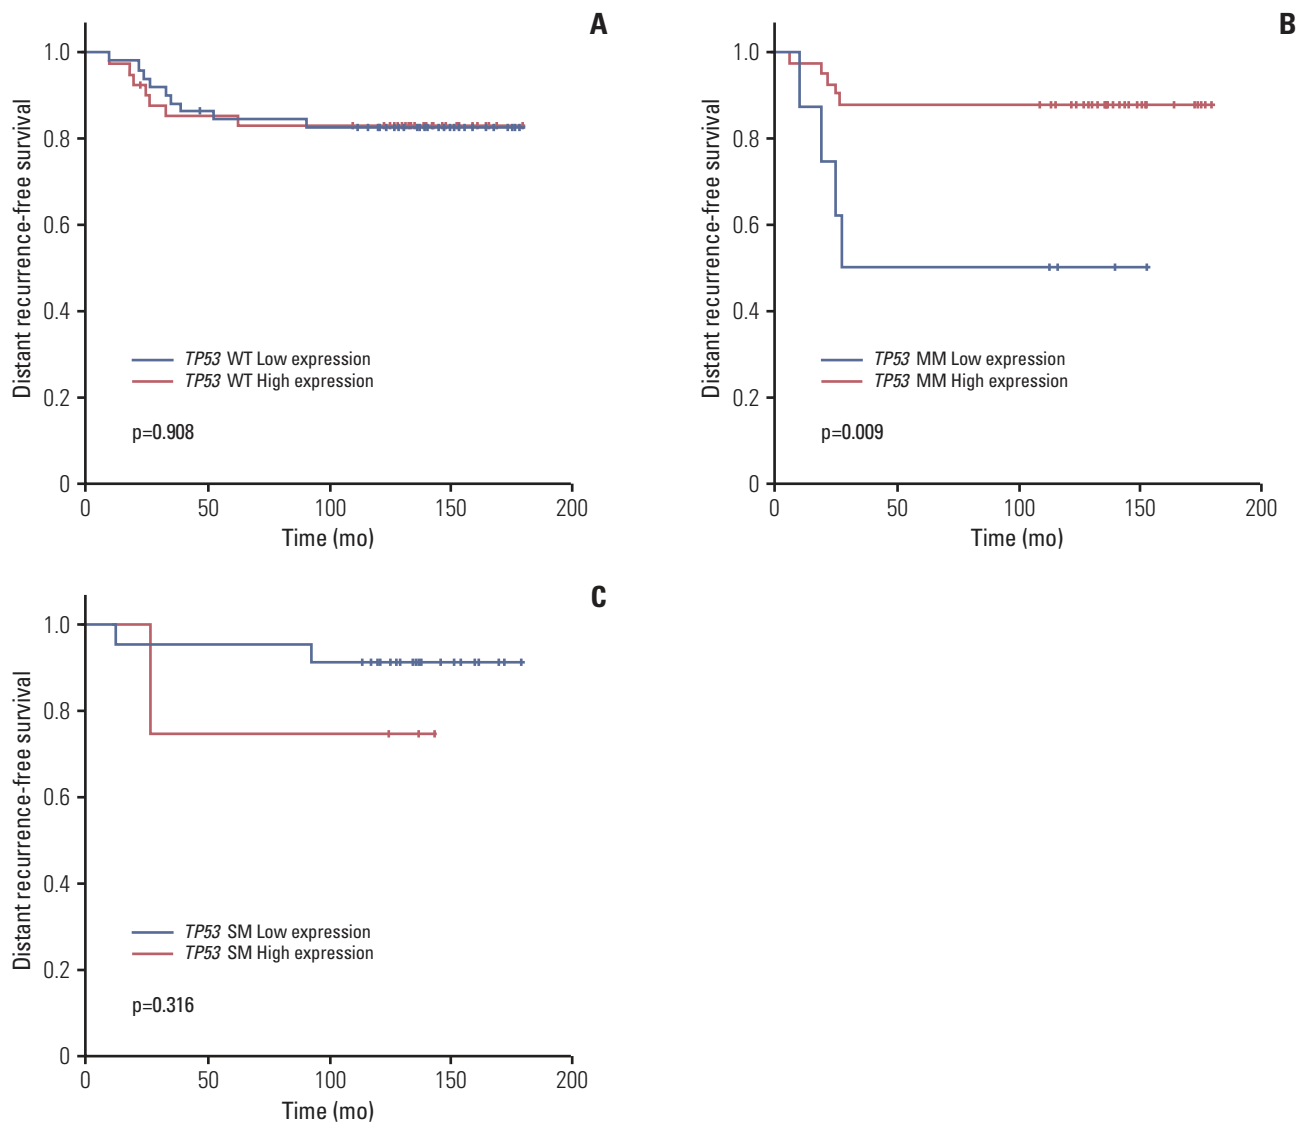 A
Distant recurrence-free survival
1.0
0.8
0.6
0.4
0.2
0
TP53 WT Low expression
TP53 WT High expression
p=0.908
0 50 100 150 200
Time (mo)
B
Distant recurrence-free survival
1.0
0.8
0.6
0.4
0.2
0
TP53 MM Low expression
TP53 MM High expression
p=0.009
0 50 100 150 200
Time (mo)
C
Distant recurrence-free survival
1.0
0.8
0.6
0.4
0.2
0
TP53 SM Low expression
TP53 SM High expression
p=0.316
0 50 100 150 200
Time (mo)